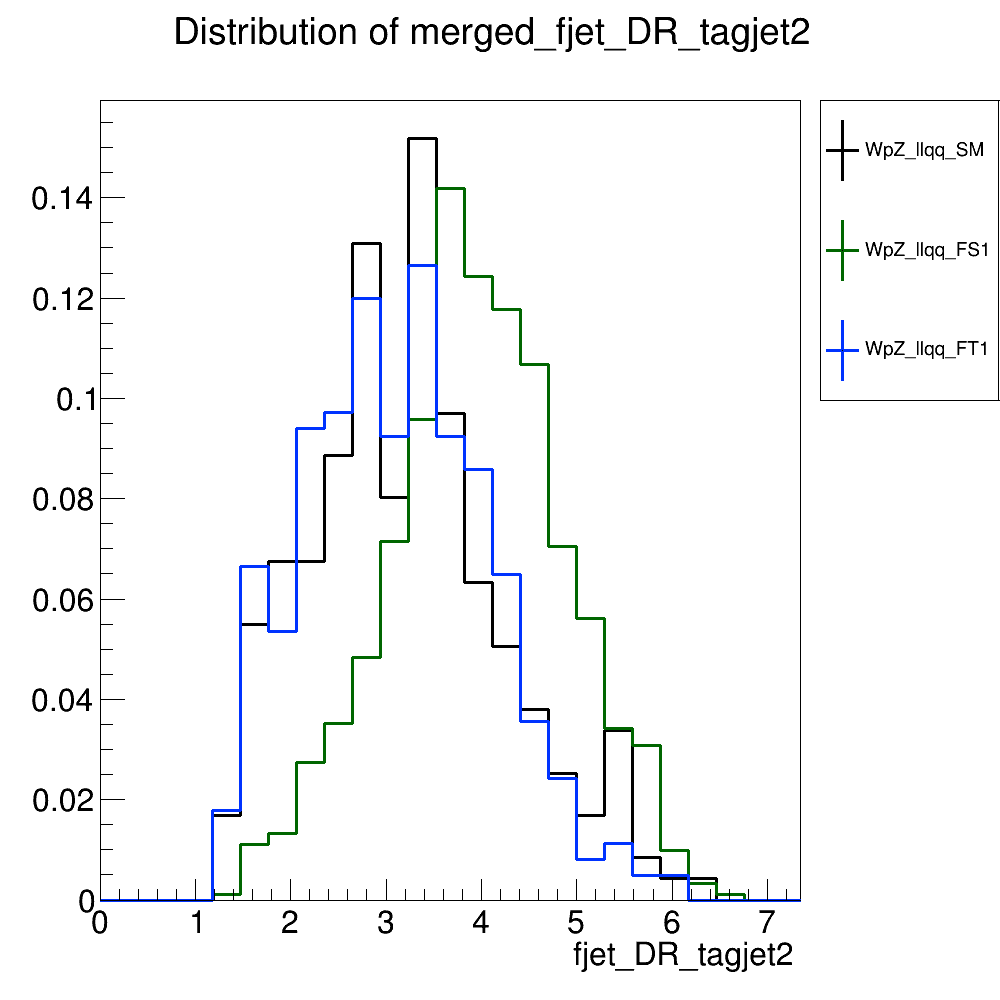 Distribution of merged_fjet_DR_tagjet2
WpZ_llqq_SM
WpZ_llqq_FS1
WpZ_llqq_FT1
0.14
0.12
0.1
0.08
0.06
0.04
0.02
0
0 1 2 3 4 5 6 7
fjet_DR_tagjet2